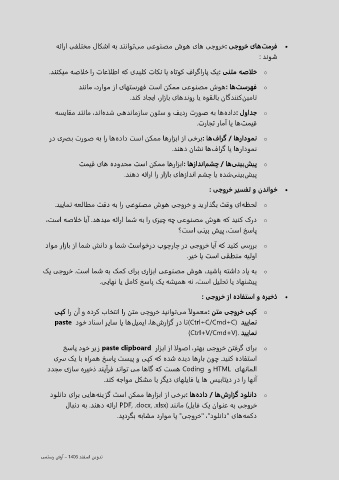 • فرمت‌های خروجی :خروجی های هوش مصنوعی می‌توانند به اشکال مختلفی ارائه
شوند :
○ خلاصه متنی :یک پاراگراف کوتاه یا نکات کلیدی که اطلاعات را خلاصه میکنند.
○ فهرست‌ها :هوش مصنوعی ممکن است فهرستهای از موارد، مانند
تامین‌کنندگان بالقوه یا روندهای بازار، ایجاد کند.
○ جداول :داده‌ها به صورت ردیف و ستون سازماندهی شده‌اند، مانند مقایسه
قیمت‌ها یا آمار تجارت.
○ نمودارها / گراف‌ها :برخی از ابزارها ممکن است داده‌ها را به صورت بصری در
نمودارها یا گراف‌ها نشان دهند.
○ پیش‌بینی‌ها / چشم‌اندازها :ابزارها ممکن است محدوده های قیمت
پیش‌بینی‌شده یا چشم اندازهای بازار را ارائه دهند.
• خواندن و تفسیر خروجی :
○ لحظه‌ای وقت بگذارید و خروجی هوش مصنوعی را به دقت مطالعه نمایید.
○ درک کنید که هوش مصنوعی چه چیزی را به شما ارائه میدهد. آیا خلاصه است،
پاسخ است، پیش بینی است؟
○ بررسی کنید که آیا خروجی در چارچوب درخواست شما و دانش شما از بازار مواد
اولیه منطقی است یا خیر.
○ به یاد داشته باشید، هوش مصنوعی ابزاری برای کمک به شما است. خروجی یک
پیشنهاد یا تحلیل است، نه همیشه یک پاسخ کامل یا نهایی.
• ذخیره و استفاده از خروجی :
○ کپی خروجی متن :معمولاً می‌توانید خروجی متن را انتخاب کرده و آن را کپی
نمایید (Ctrl+C/Cmd+C)تا در گزارش‌ها، ایمیل‌ها یا سایر اسناد خود paste
نمایید .(Ctrl+V/Cmd+V)
○ برای گرفتن خروجی بهتر، اصولا از ابزار paste clipboard زیر خود پاسخ
استفاده کنید. چون بارها دیده شده که کپی و پیست پاسخ همراه با یک سری
المانهای HTML و Coding هست که گاها می تواند فرآیند ذخیره سازی مجدد
آنها را در دیتابیس ها یا فایلهای دیگر با مشکل مواجه کند.
○ دانلود گزارش‌ها / داده‌ها :برخی از ابزارها ممکن است گزینه‌هایی برای دانلود
خروجی به عنوان یک فایل) مانند PDF, .docx, .xlsx) ارائه دهند. به دنبال
دکمه‌های "دانلود"، "خروجی" یا موارد مشابه بگردید.
تدوین اسفند 1403 –